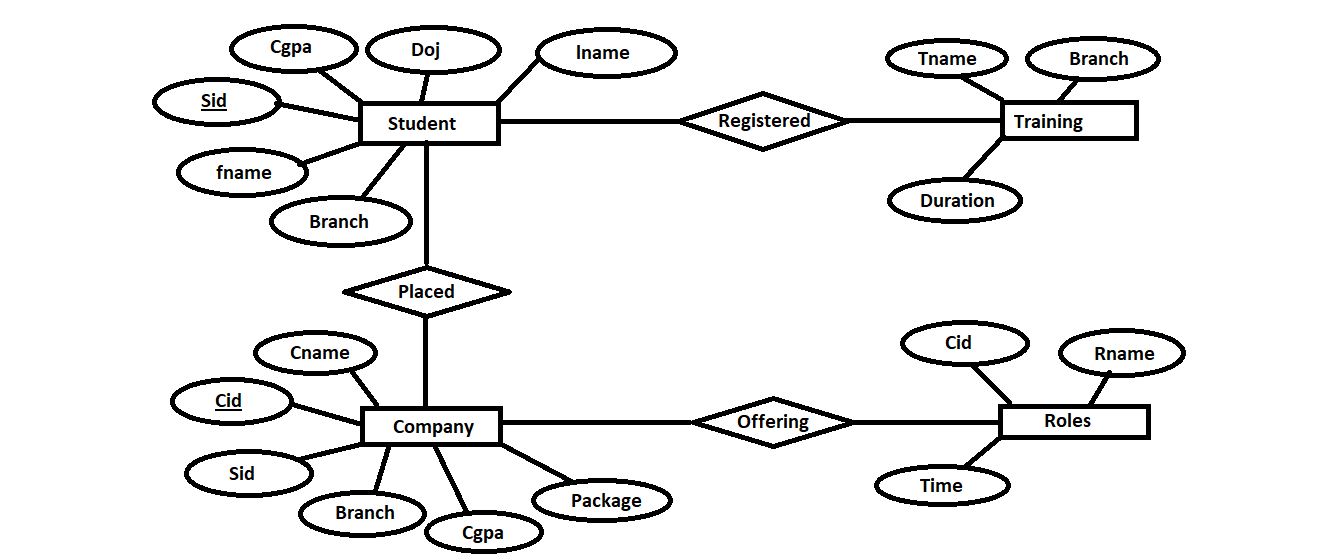 Cgpa
Doj
lname
Tname
Branch
Sid
Student
Registered
Training
fname
Duration
Branch
Placed
Cname
Cid
Rname
Cid
Company
Offering
Roles
Sid
Time
Branch
Package
Cgpa